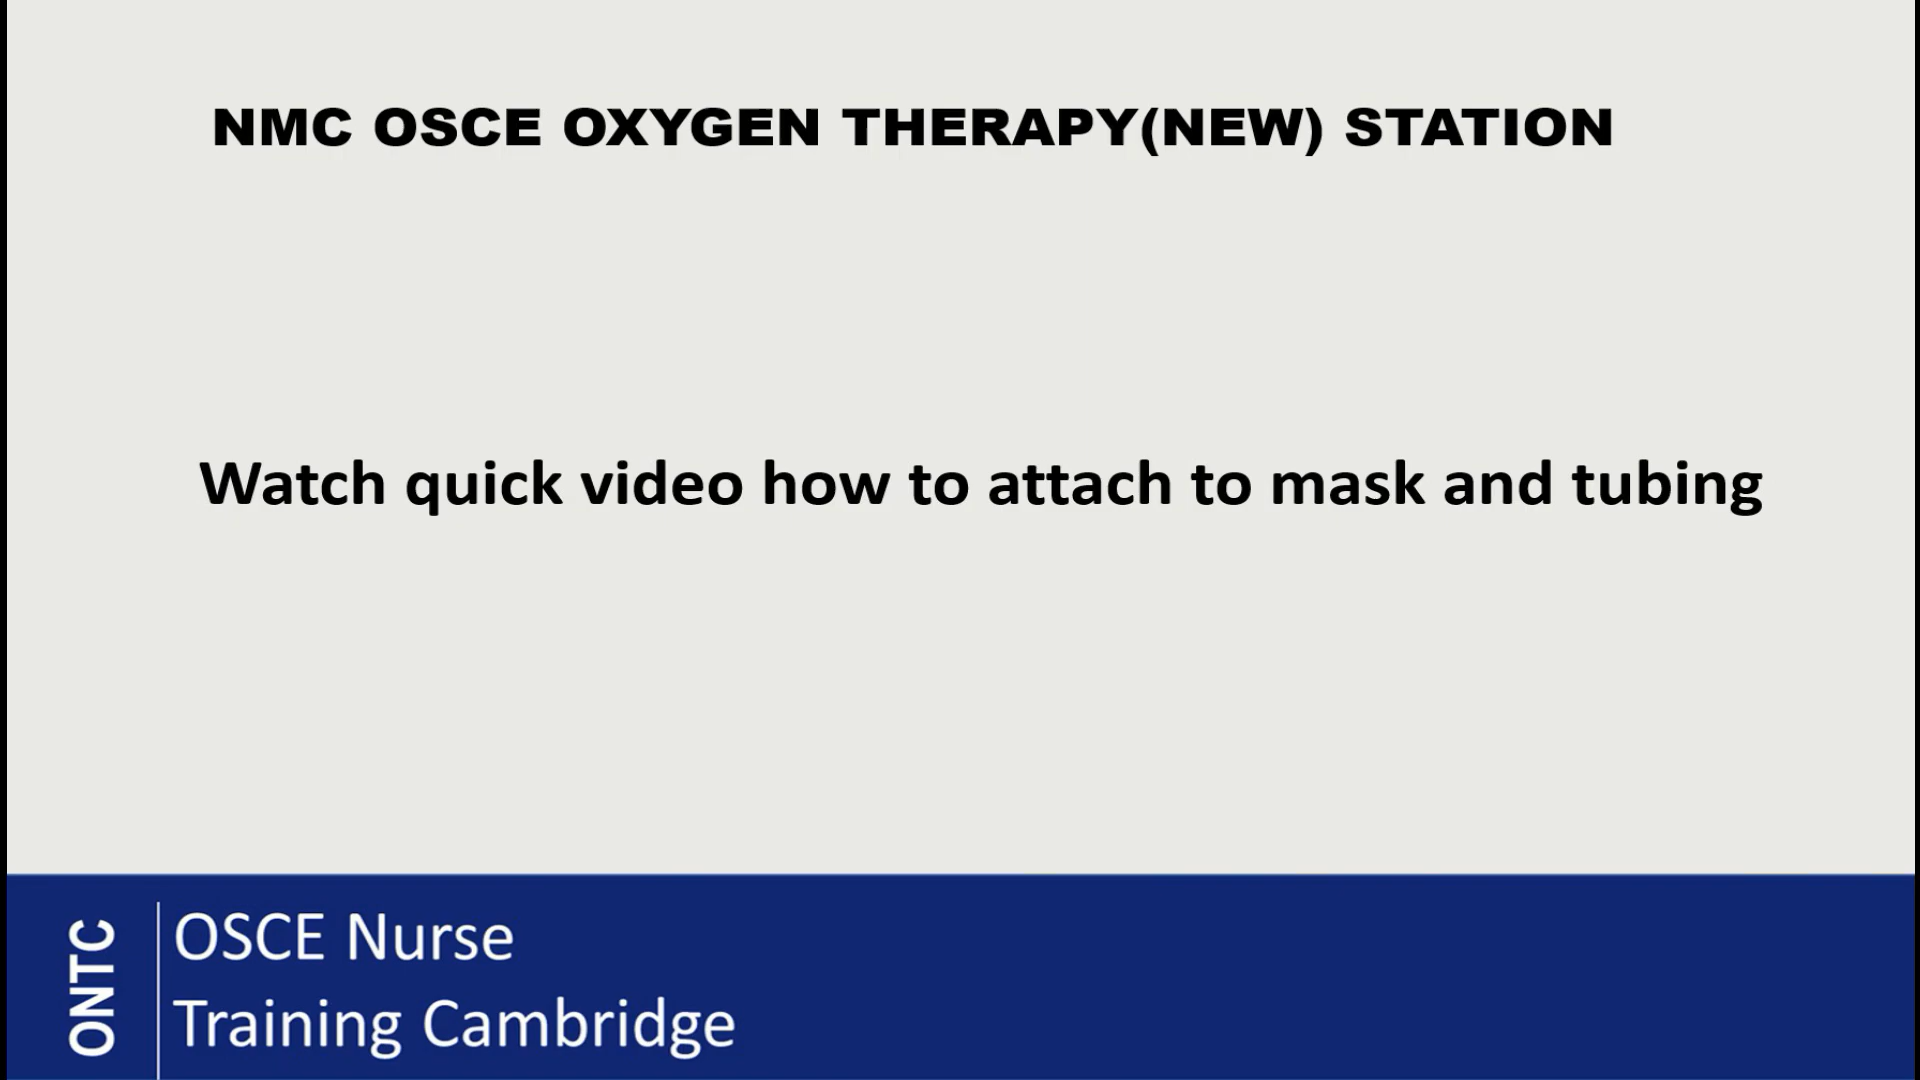 NMC OSCE OXYGEN THERAPY(NEW) STATION
Watch quick video how to attach to mask and tubing
ONTC
OSCE Nurse
Training Cambridge